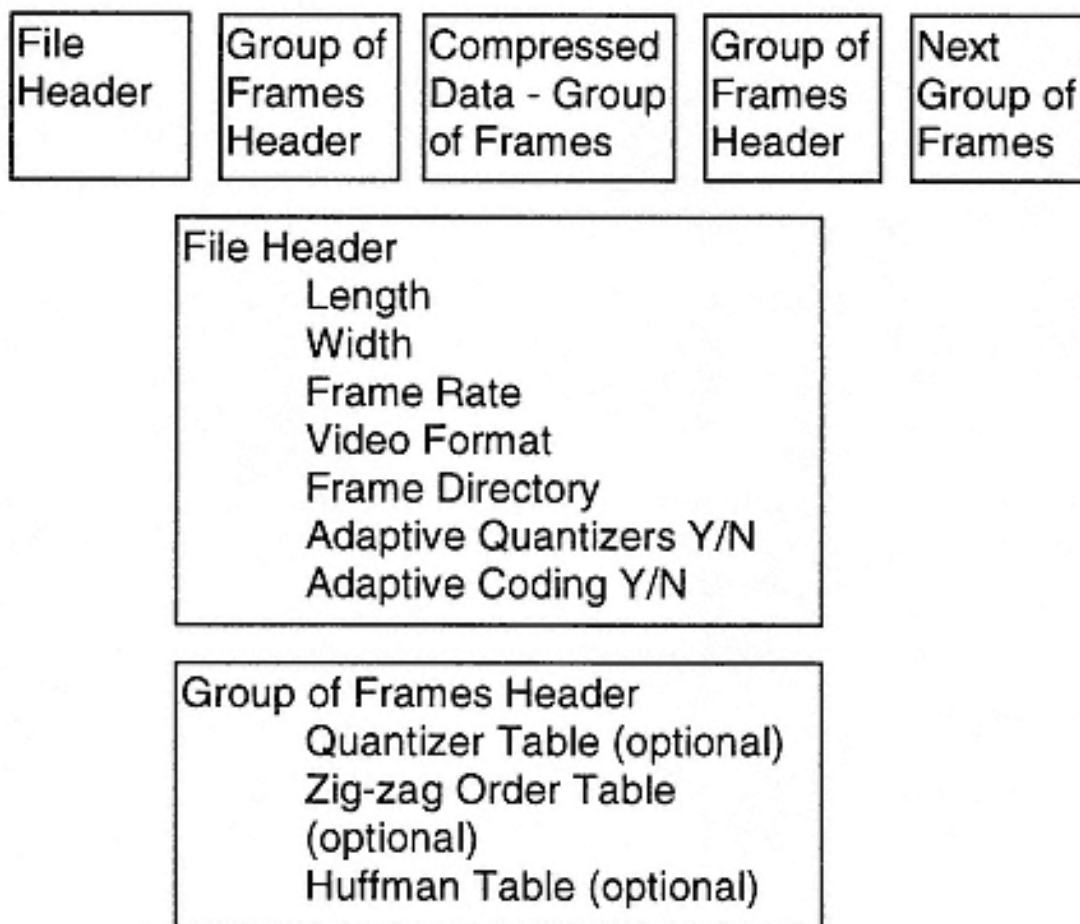 File
Header
Group of
Frames
Header
Compressed
Data - Group
of Frames
Group of
Frames
Header
Next
Group of
Frames
File Header
Length
Width
Frame Rate
Video Format
Frame Directory
Adaptive Quantizers Y/N
Adaptive Coding Y/N
Group of Frames Header
Quantizer Table (optional)
Zig-zag Order Table
(optional)
Huffman Table (optional)